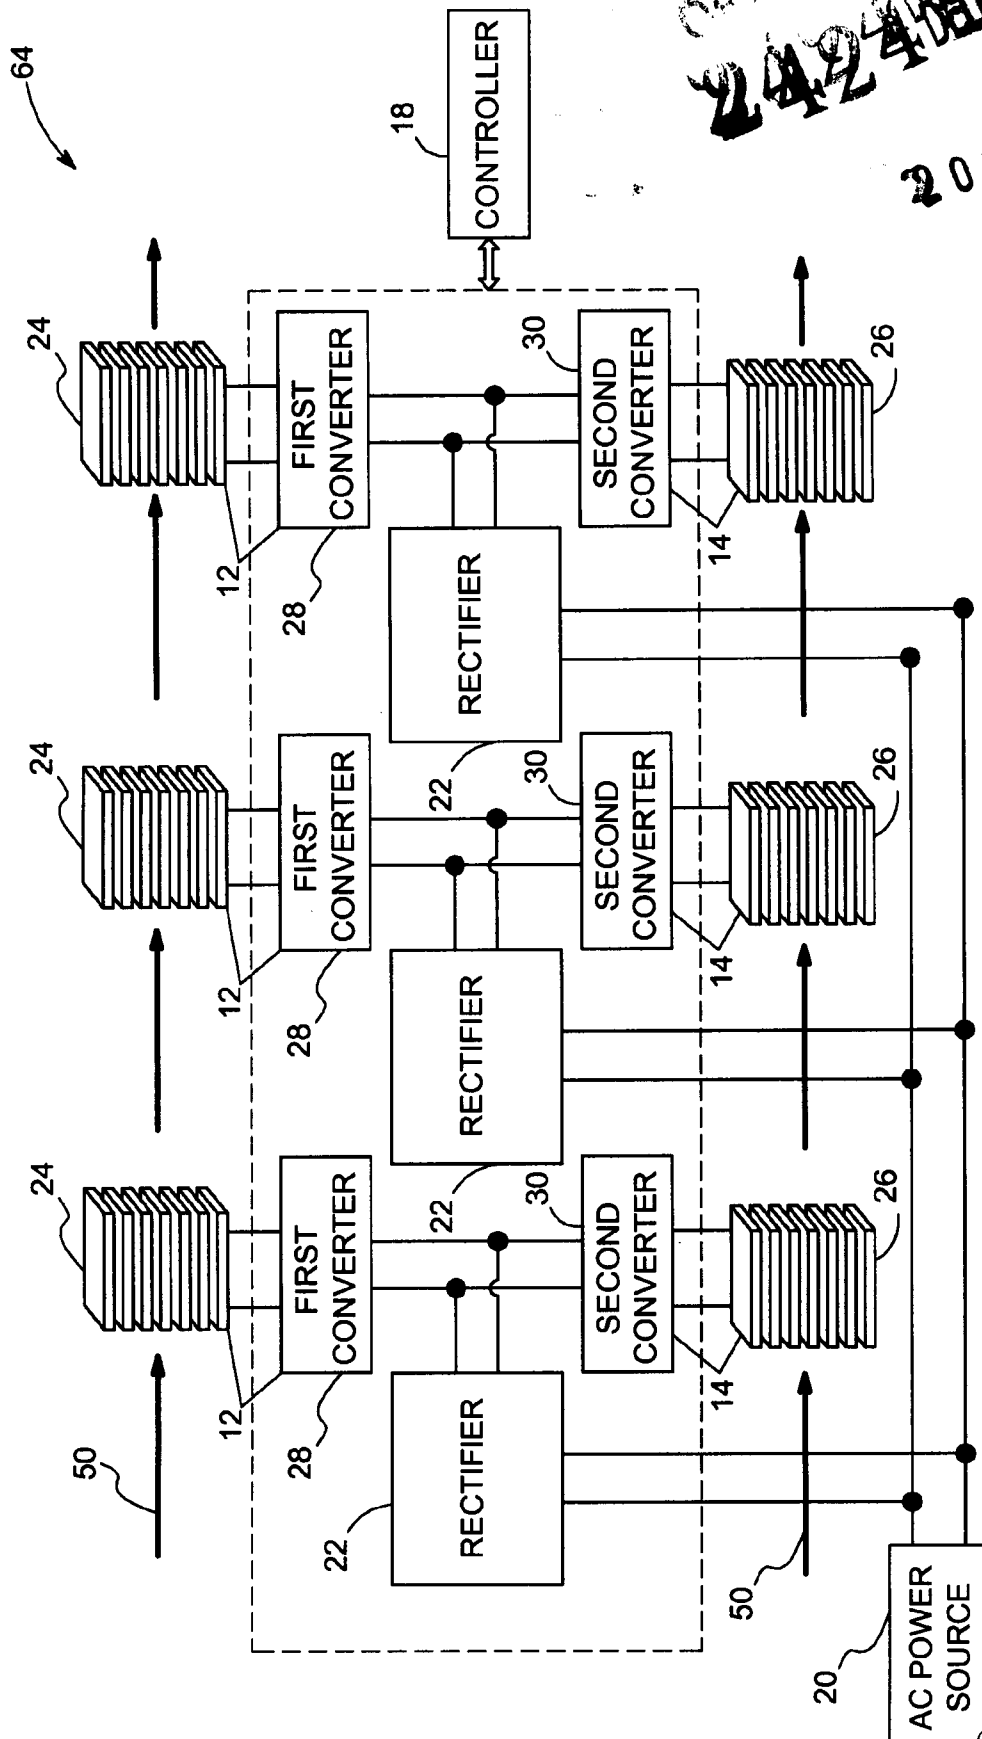 64
24
24
24
18
CONTROLLER
12
12
12
FIRST
CONVERTER
FIRST
CONVERTER
FIRST
CONVERTER
28
28
28
50
RECTIFIER
RECTIFIER
RECTIFIER
22
22
22
30
30
30
SECOND
CONVERTER
SECOND
CONVERTER
SECOND
CONVERTER
14
14
14
26
26
26
50
20
AC POWER
SOURCE